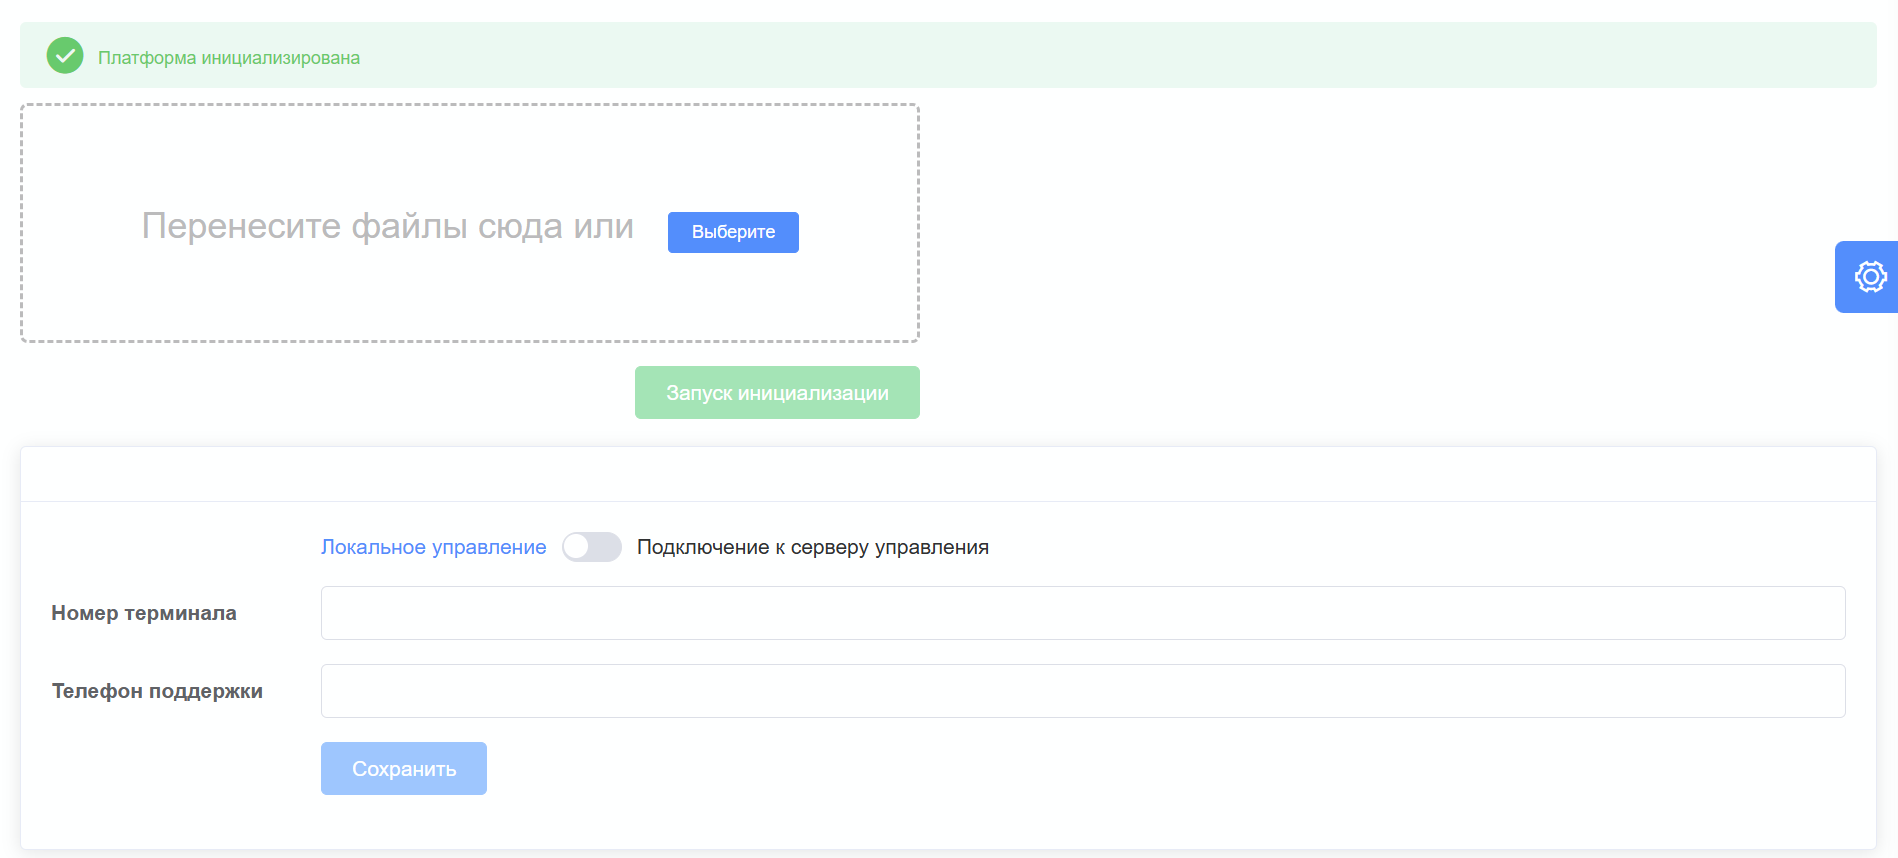 Платформа инициализирована
Перенесите файлы сюда или Выберите
Запуск инициализации
Локальное управление Подключение к серверу управления
Номер терминала
Телефон поддержки
Сохранить